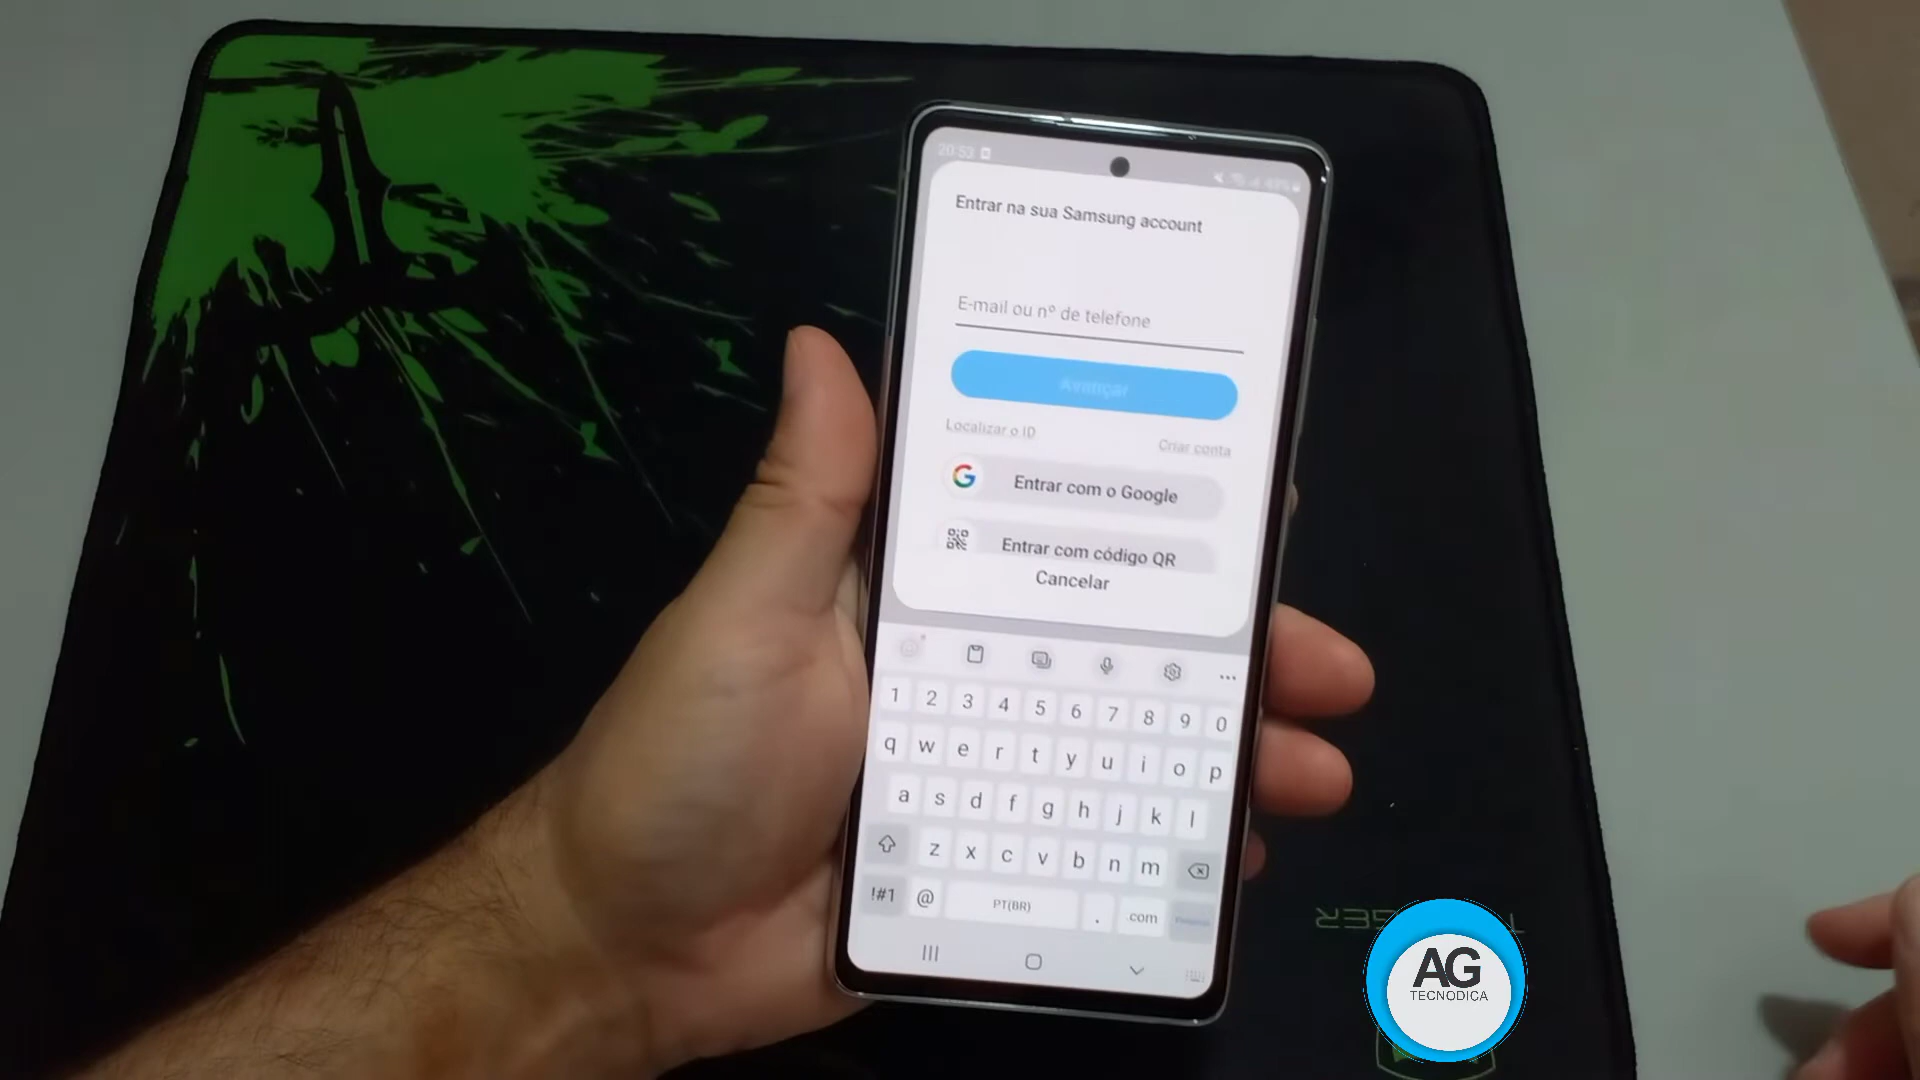 20:53
Entrar na sua Samsung account
E-mail ou nº de telefone
Avançar
Localizar o ID
Criar conta
Entrar com o Google
Entrar com código QR
Cancelar
1 2 3 4 5 6 7 8 9 0
q w e r t y u i o p
a s d f g h j k l
z x c v b n m
!#1 @ PT(BR) . .com
AG
TECNODICA